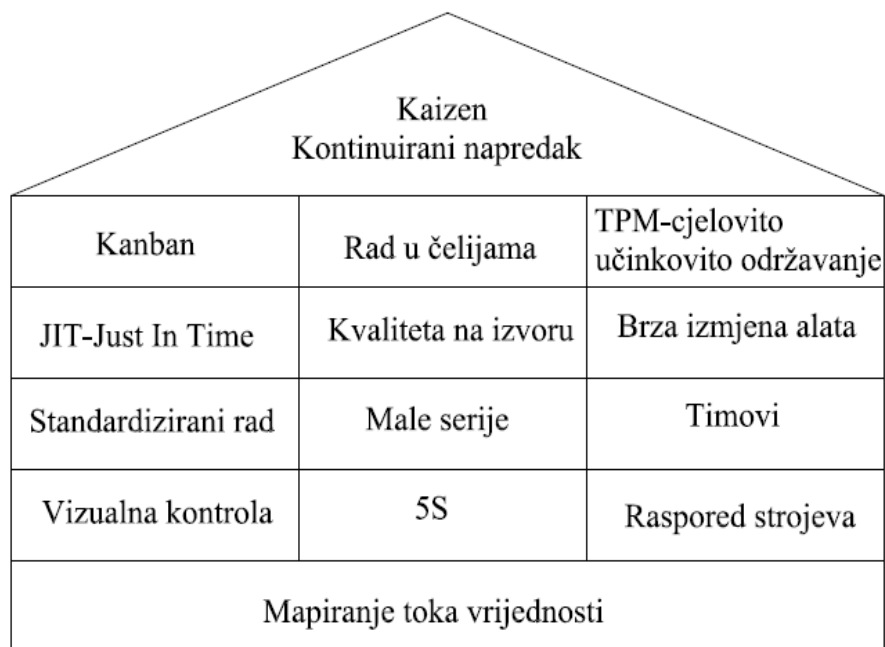 Kaizen
Kontinuirani napredak
Kanban
Rad u čelijama
TPM-cjelovito
učinkovito održavanje
JIT-Just In Time
Kvaliteta na izvoru
Brza izmjena alata
Standardizirani rad
Male serije
Timovi
Vizualna kontrola
5S
Raspored strojeva
Mapiranje toka vrijednosti